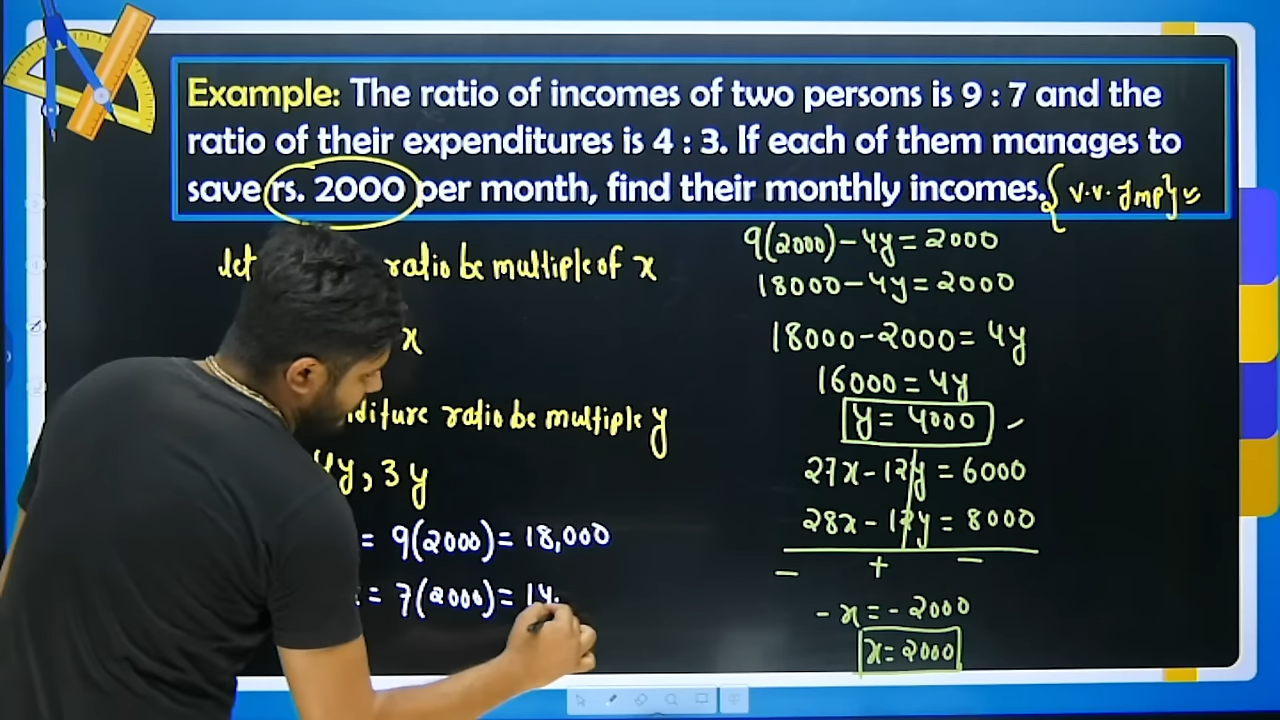 Example: The ratio of incomes of two persons is 9 : 7 and the
ratio of their expenditures is 4 : 3. If each of them manages to
save rs. 2000 per month, find their monthly incomes. { v.v. Imp } =
let ratio be multiple of x
x
diture ratio be multiple y
4y, 3y
= 9(2000) = 18,000
= 7(2000) = 14
9(2000) - 4y = 2000
18000 - 4y = 2000
18000 - 2000 = 4y
16000 = 4y
y = 4000
27x - 12y = 6000
28x - 12y = 8000
- + -
- x = - 2000
x = 2000